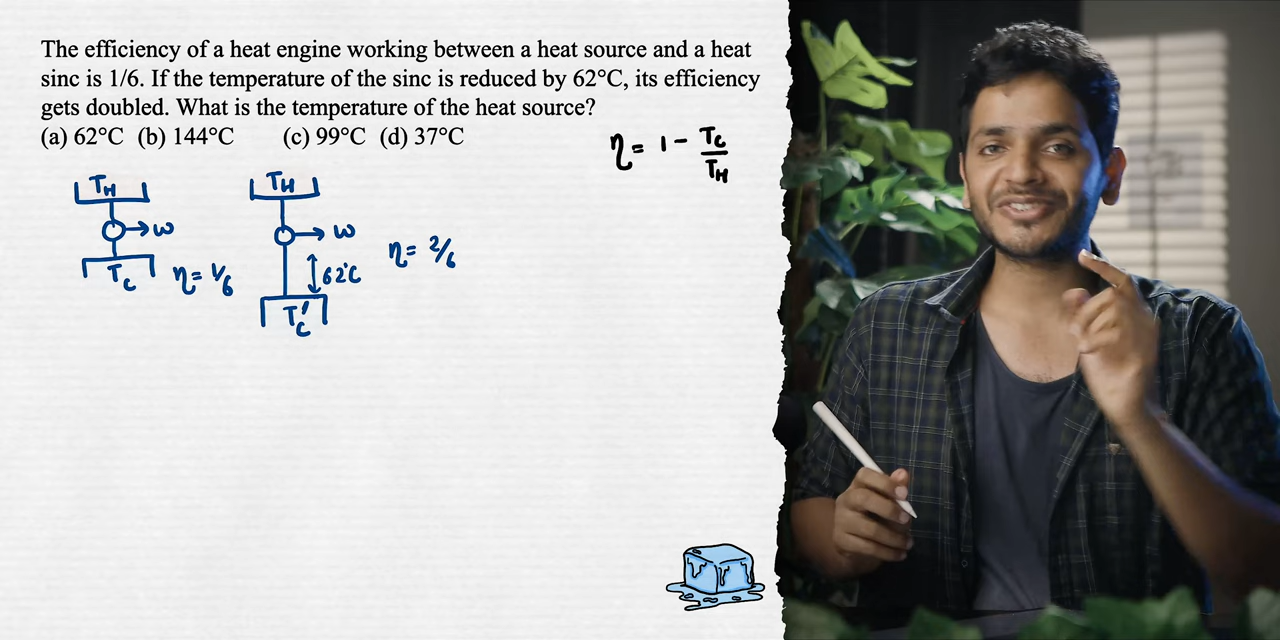 The efficiency of a heat engine working between a heat source and a heat
sinc is 1/6. If the temperature of the sinc is reduced by 62°C, its efficiency
gets doubled. What is the temperature of the heat source?
(a) 62°C (b) 144°C (c) 99°C (d) 37°C
η = 1 - Tc/TH
TH
TH
w
w
η = 2/6
Tc
η = 1/6
62°C
Tc'